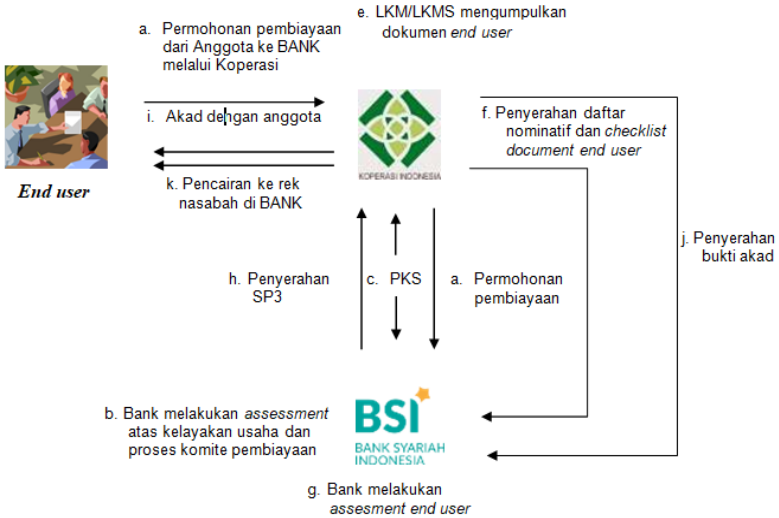 a. Permohonan pembiayaan
dari Anggota ke BANK
melalui Koperasi
e. LKM/LKMS mengumpulkan
dokumen end user
i. Akad dengan anggota
KOPERASI INDONESIA
f. Penyerahan daftar
nominatif dan checklist
document end user
End user
k. Pencairan ke rek
nasabah di BANK
j. Penyerahan
bukti akad
h. Penyerahan
SP3
c. PKS
a. Permohonan
pembiayaan
b. Bank melakukan assessment
atas kelayakan usaha dan
proses komite pembiayaan
BSI
BANK SYARIAH
INDONESIA
g. Bank melakukan
assesment end user